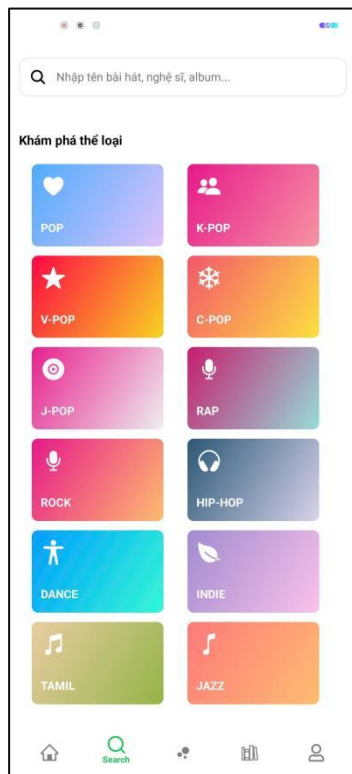 Nhập tên bài hát, nghệ sĩ, album...
Khám phá thể loại
POP
K-POP
V-POP
C-POP
J-POP
RAP
ROCK
HIP-HOP
DANCE
INDIE
TAMIL
JAZZ
Search